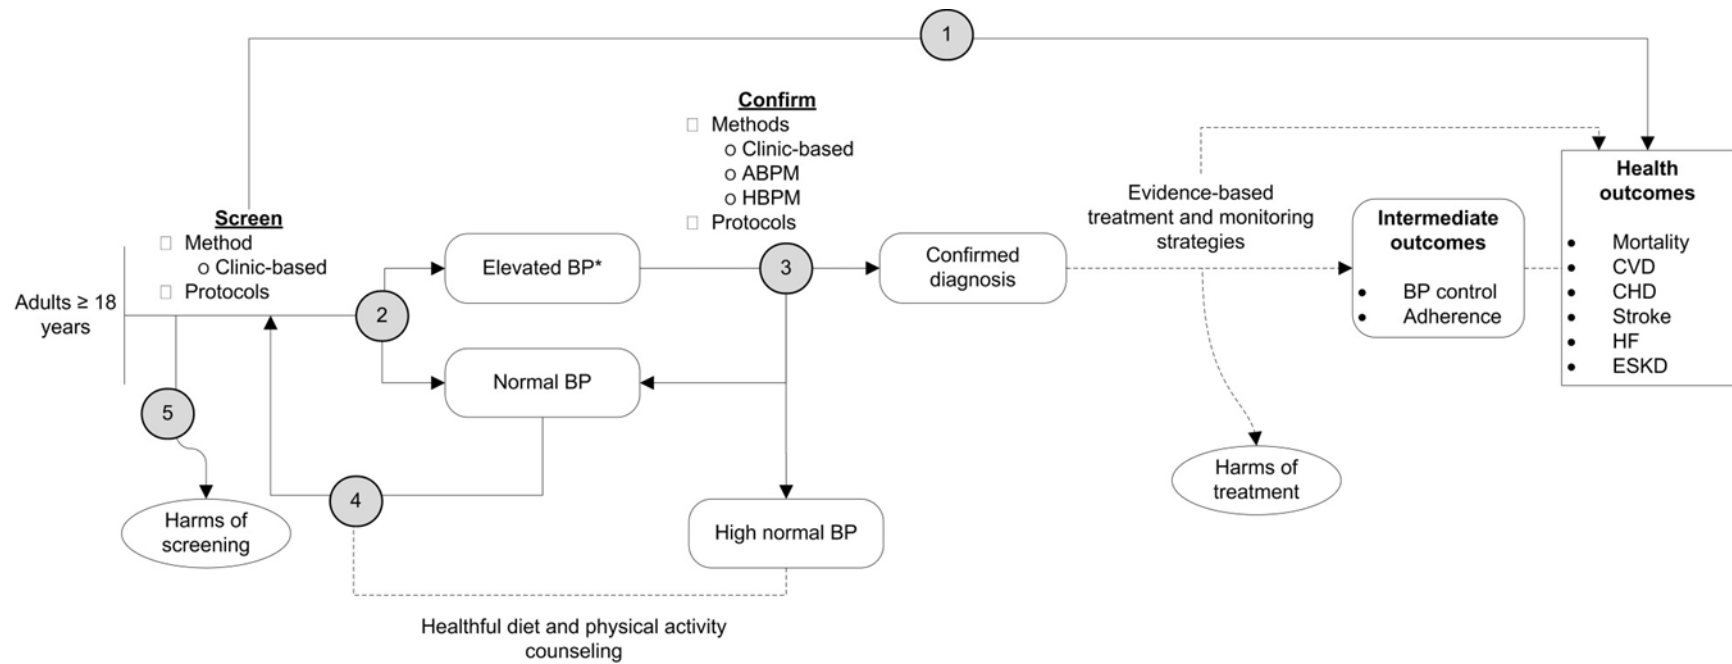 1
Confirm
Methods
o Clinic-based
o ABPM
o HBPM
Protocols
Screen
Method
o Clinic-based
Protocols
Adults ≥ 18
years
2
Elevated BP*
Normal BP
3
Confirmed
diagnosis
Evidence-based
treatment and monitoring
strategies
Intermediate
outcomes
• BP control
• Adherence
Health
outcomes
• Mortality
• CVD
• CHD
• Stroke
• HF
• ESKD
5
Harms of
screening
4
High normal BP
Harms of
treatment
Healthful diet and physical activity
counseling